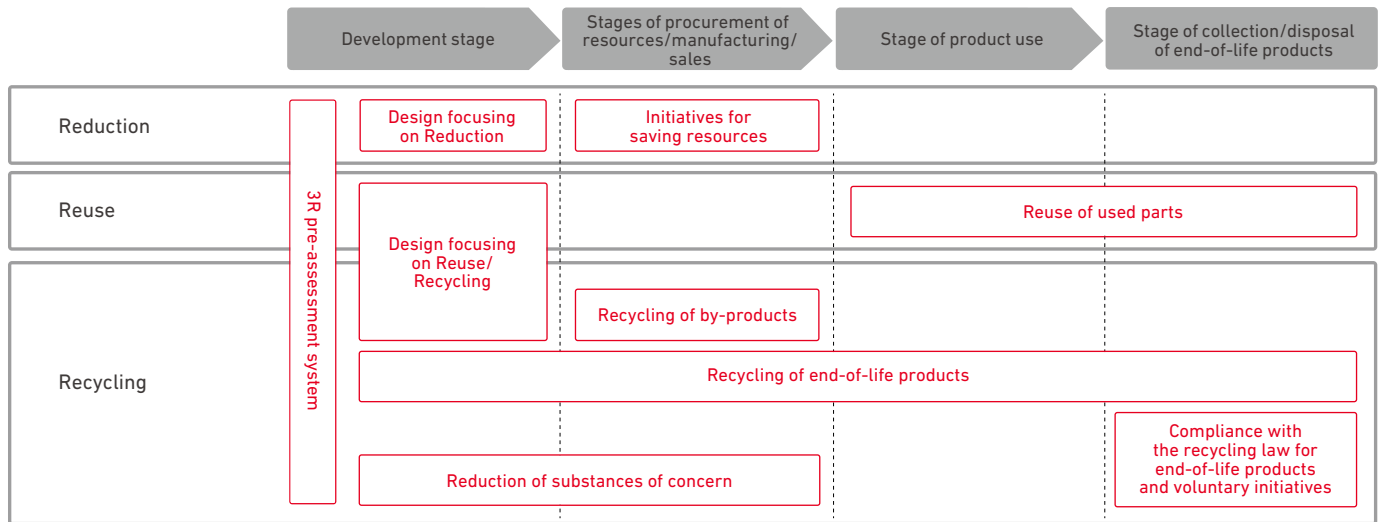 Development stage
Stages of procurement of
resources/manufacturing/
sales
Stage of product use
Stage of collection/disposal
of end-of-life products
Reduction
3R pre-assessment system
Design focusing
on Reduction
Initiatives for
saving resources
Reuse
Design focusing
on Reuse/
Recycling
Reuse of used parts
Recycling
Recycling of by-products
Recycling of end-of-life products
Reduction of substances of concern
Compliance with
the recycling law for
end-of-life products
and voluntary initiatives